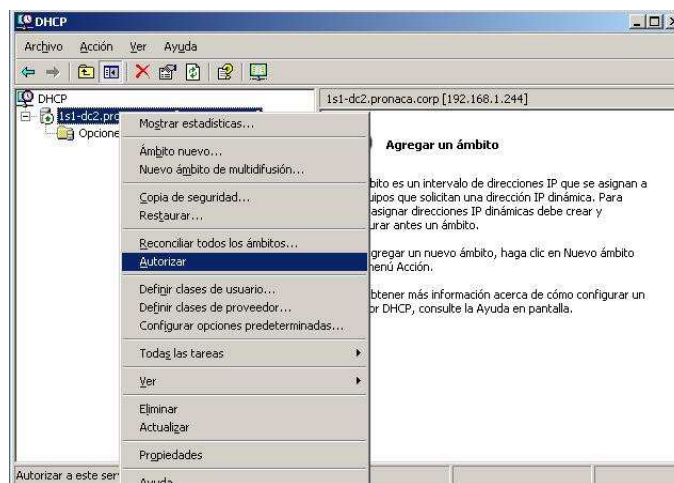 DHCP
Archivo Acción Ver Ayuda
DHCP
1s1-dc2.pronaca.corp [192.168.1.244]
1s1-dc2.pro
Opcione
Mostrar estadísticas...
Ámbito nuevo...
Nuevo ámbito de multidifusión...
Copia de seguridad...
Restaurar...
Reconciliar todos los ámbitos...
Autorizar
Definir clases de usuario...
Definir clases de proveedor...
Configurar opciones predeterminadas...
Todas las tareas
Ver
Eliminar
Actualizar
Propiedades
Ayuda
Agregar un ámbito
bito es un intervalo de direcciones IP que se asignan a
uipos que solicitan una dirección IP dinámica. Para
asignar direcciones IP dinámicas debe crear y
urar antes un ámbito.
gregar un nuevo ámbito, haga clic en Nuevo ámbito
enú Acción.
btener más información acerca de cómo configurar un
or DHCP, consulte la Ayuda en pantalla.
Autorizar a este ser